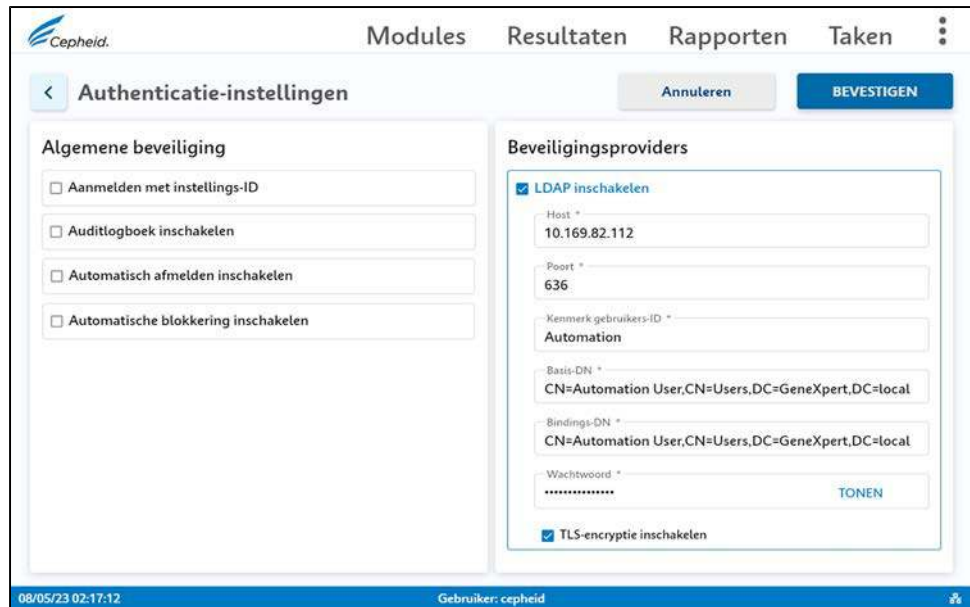 Cepheid.
Modules
Resultaten
Rapporten
Taken
Authenticatie-instellingen
Annuleren
BEVESTIGEN
Algemene beveiliging
Aanmelden met instellings-ID
Auditlogboek inschakelen
Automatisch afmelden inschakelen
Automatische blokkering inschakelen
Beveiligingsproviders
LDAP inschakelen
Host *
10.169.82.112
Poort *
636
Kenmerk gebruikers-ID *
Automation
Basis-DN *
CN=Automation User,CN=Users,DC=GeneXpert,DC=local
Bindings-DN *
CN=Automation User,CN=Users,DC=GeneXpert,DC=local
Wachtwoord *
•••••••••••••••
TONEN
TLS-encryptie inschakelen
08/05/23 02:17:12
Gebruiker: cepheid